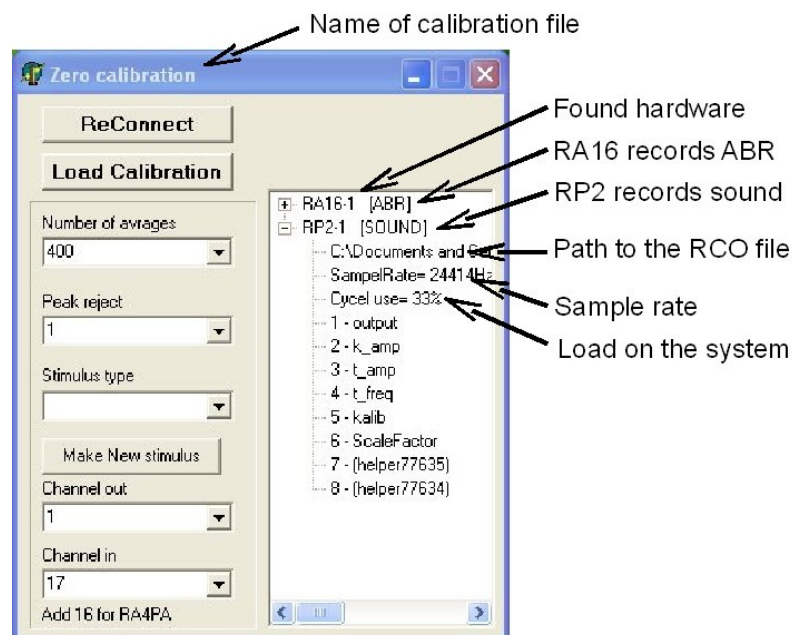 Name of calibration file
Zero calibration
ReConnect
Load Calibration
Number of avrages
400
Peak reject
1
Stimulus type
Make New stimulus
Channel out
1
Channel in
17
Add 16 for RA4PA
RA16-1 [ABR]
RP2-1 [SOUND]
C:\Documents and
SampelRate= 24414Hz
Cycel use= 33%
1 - output
2 - k_amp
3 - t_amp
4 - t_freq
5 - kalib
6 - ScaleFactor
7 - (helper77635)
8 - (helper77634)
Found hardware
RA16 records ABR
RP2 records sound
Path to the RCO file
Sample rate
Load on the system